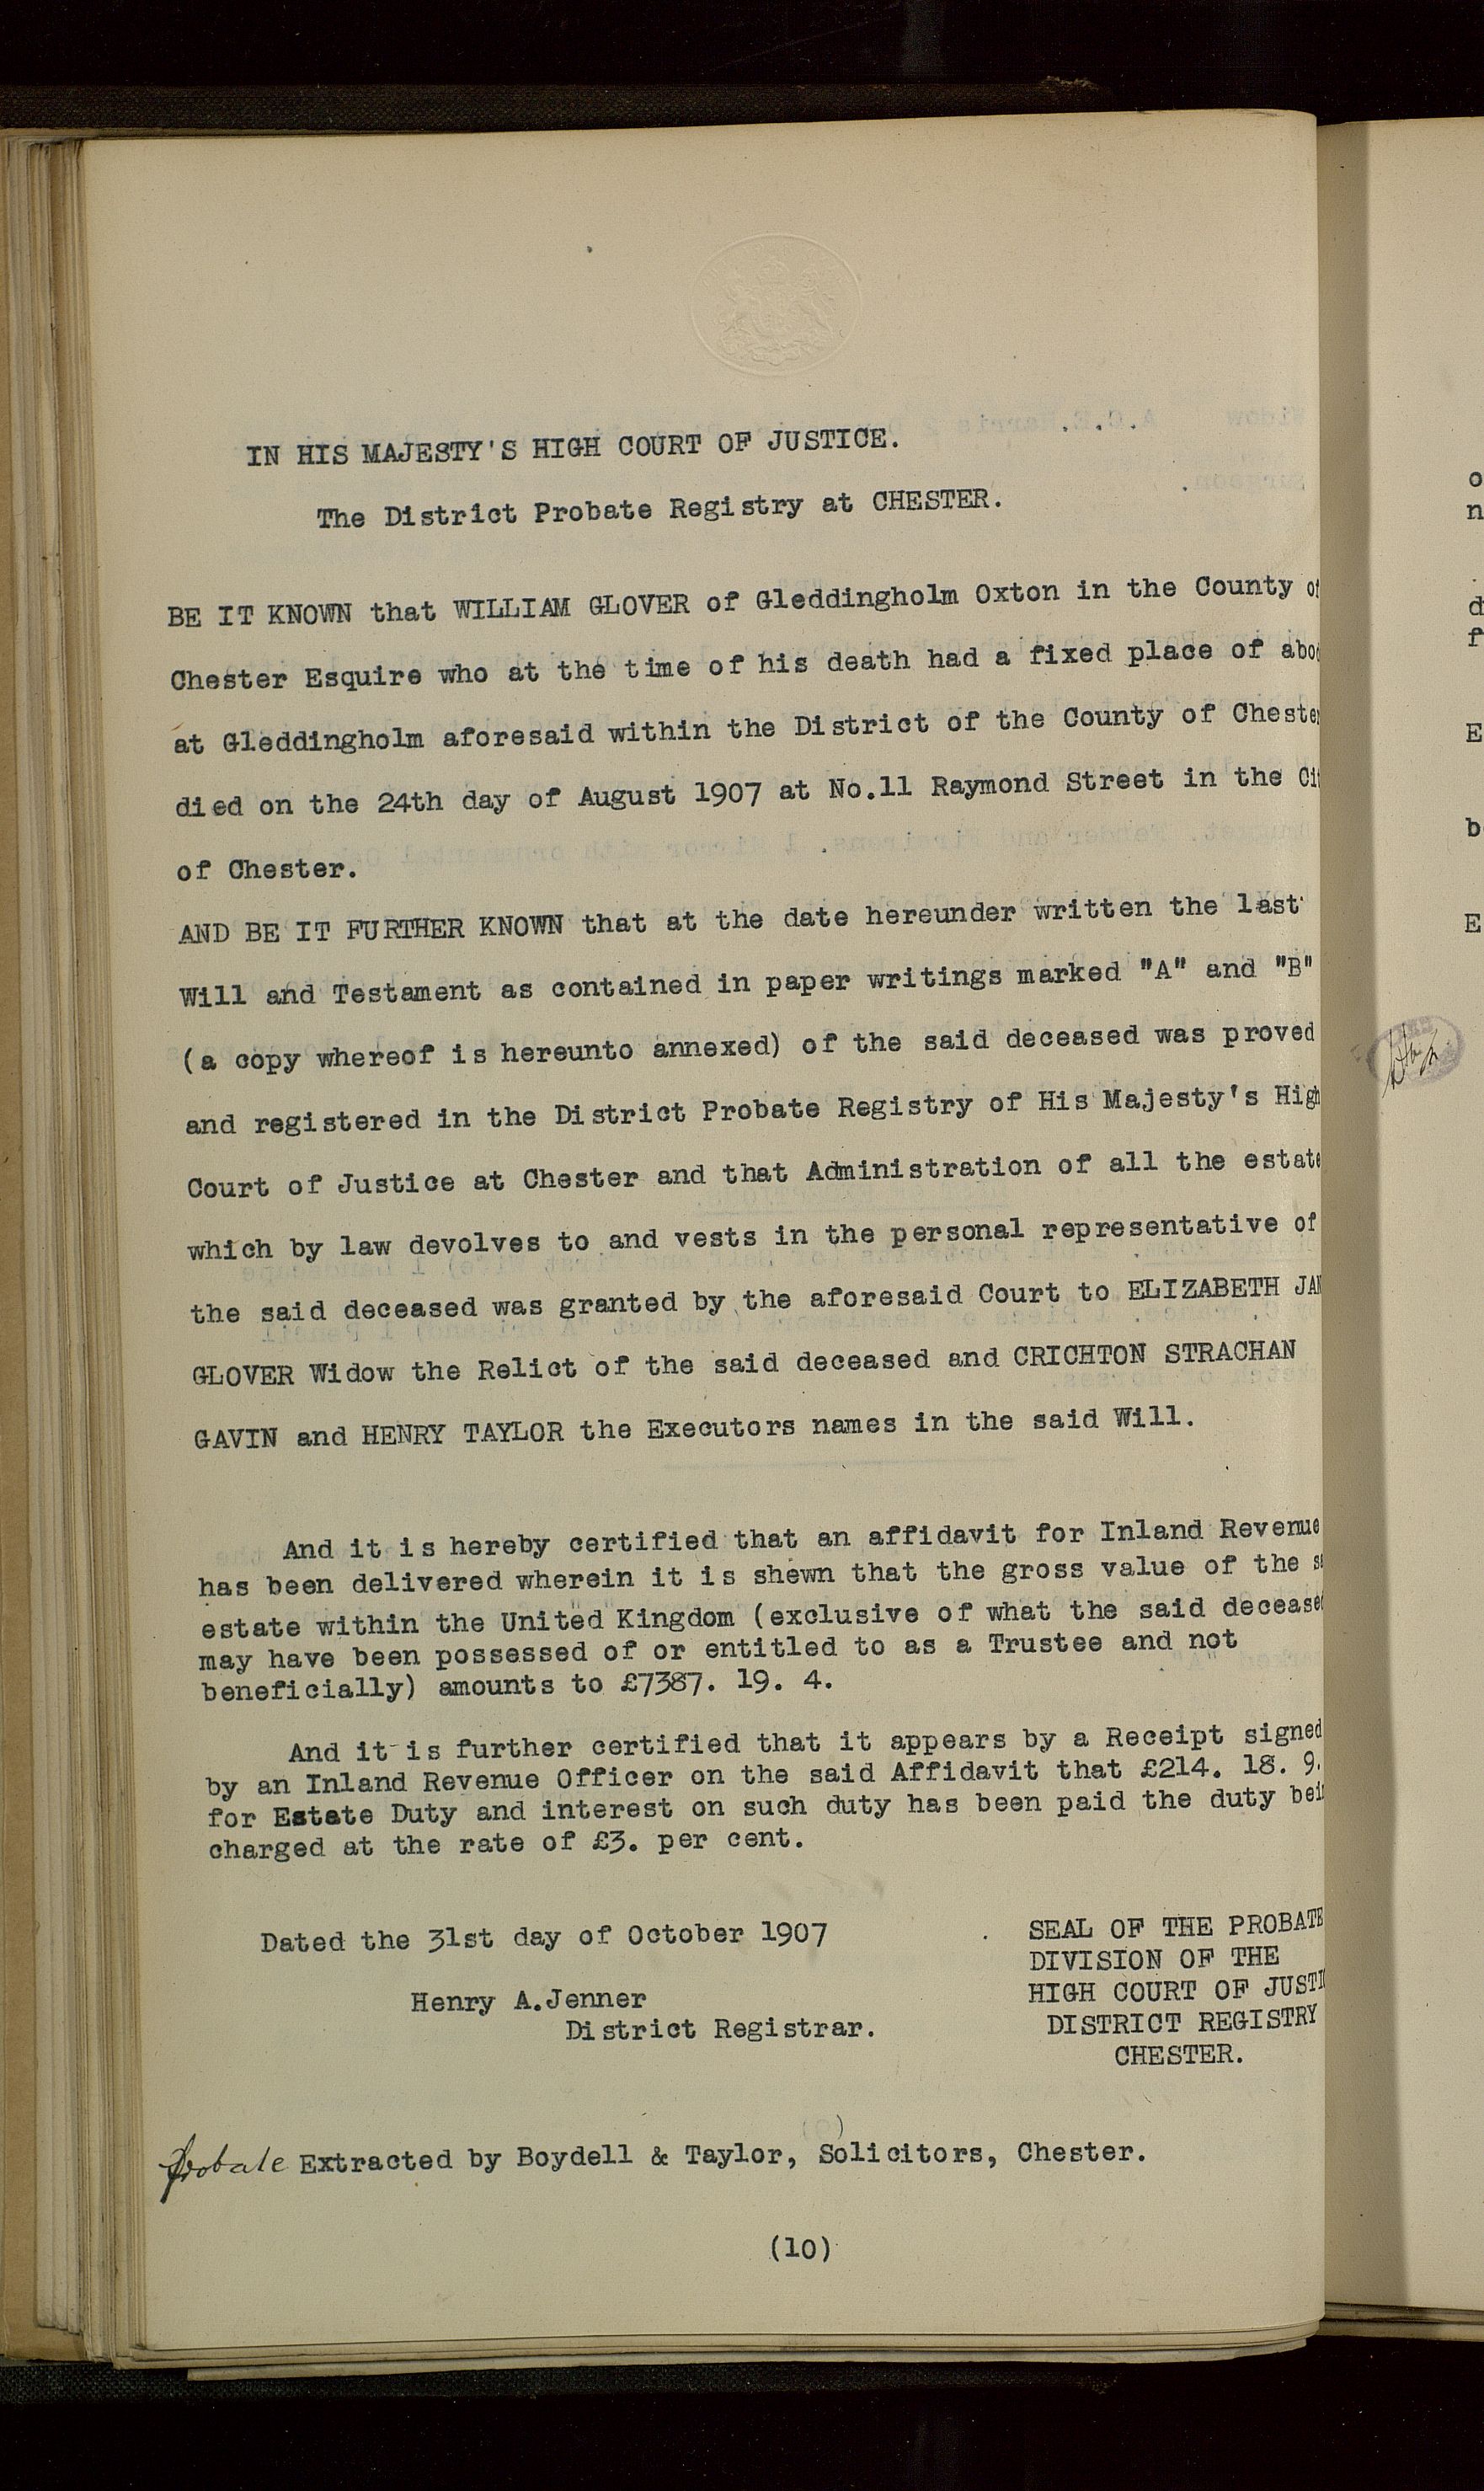 IN HIS MAJESTY'S HIGH COURT OF JUSTICE.
The District Probate Registry at CHESTER.
BE IT KNOWN that WILLIAM GLOVER of Gleddingholm Oxton in the County of
Chester Esquire who at the time of his death had a fixed place of abo
at Gleddingholm aforesaid within the District of the County of Chester
died on the 24th day of August 1907 at No.11 Raymond Street in the Ci
of Chester.
AND BE IT FURTHER KNOWN that at the date hereunder written the last
Will and Testament as contained in paper writings marked "A" and "B"
(a copy whereof is hereunto annexed) of the said deceased was proved
and registered in the District Probate Registry of His Majesty's High
Court of Justice at Chester and that Administration of all the estate
which by law devolves to and vests in the personal representative of
the said deceased was granted by the aforesaid Court to ELIZABETH JAN
GLOVER Widow the Relict of the said deceased and CRICHTON STRACHAN
GAVIN and HENRY TAYLOR the Executors names in the said Will.
And it is hereby certified that an affidavit for Inland Revenue
has been delivered wherein it is shewn that the gross value of the s
estate within the United Kingdom (exclusive of what the said deceased
may have been possessed of or entitled to as a Trustee and not
beneficially) amounts to £7387. 19. 4.
And it is further certified that it appears by a Receipt signed
by an Inland Revenue Officer on the said Affidavit that £214. 18. 9.
for Estate Duty and interest on such duty has been paid the duty bein
charged at the rate of £3. per cent.
Dated the 31st day of October 1907
Henry A.Jenner
District Registrar.
SEAL OF THE PROBATE
DIVISION OF THE
HIGH COURT OF JUSTI
DISTRICT REGISTRY
CHESTER.
Probate Extracted by Boydell & Taylor, Solicitors, Chester.
(10)
o
n
d
f
E
b
E